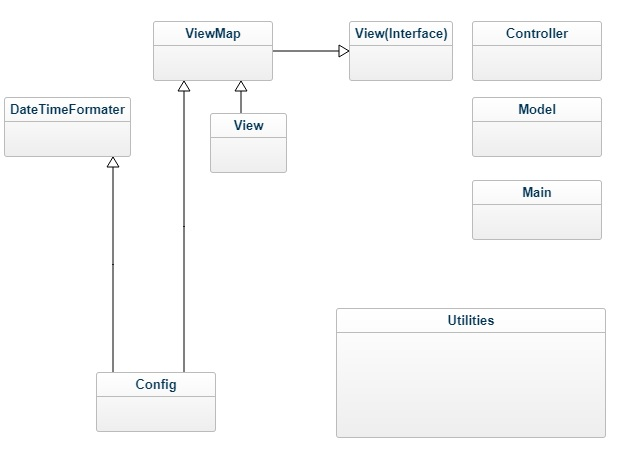 ViewMap
View(Interface)
Controller
DateTimeFormater
View
Model
Main
Utilities
Config